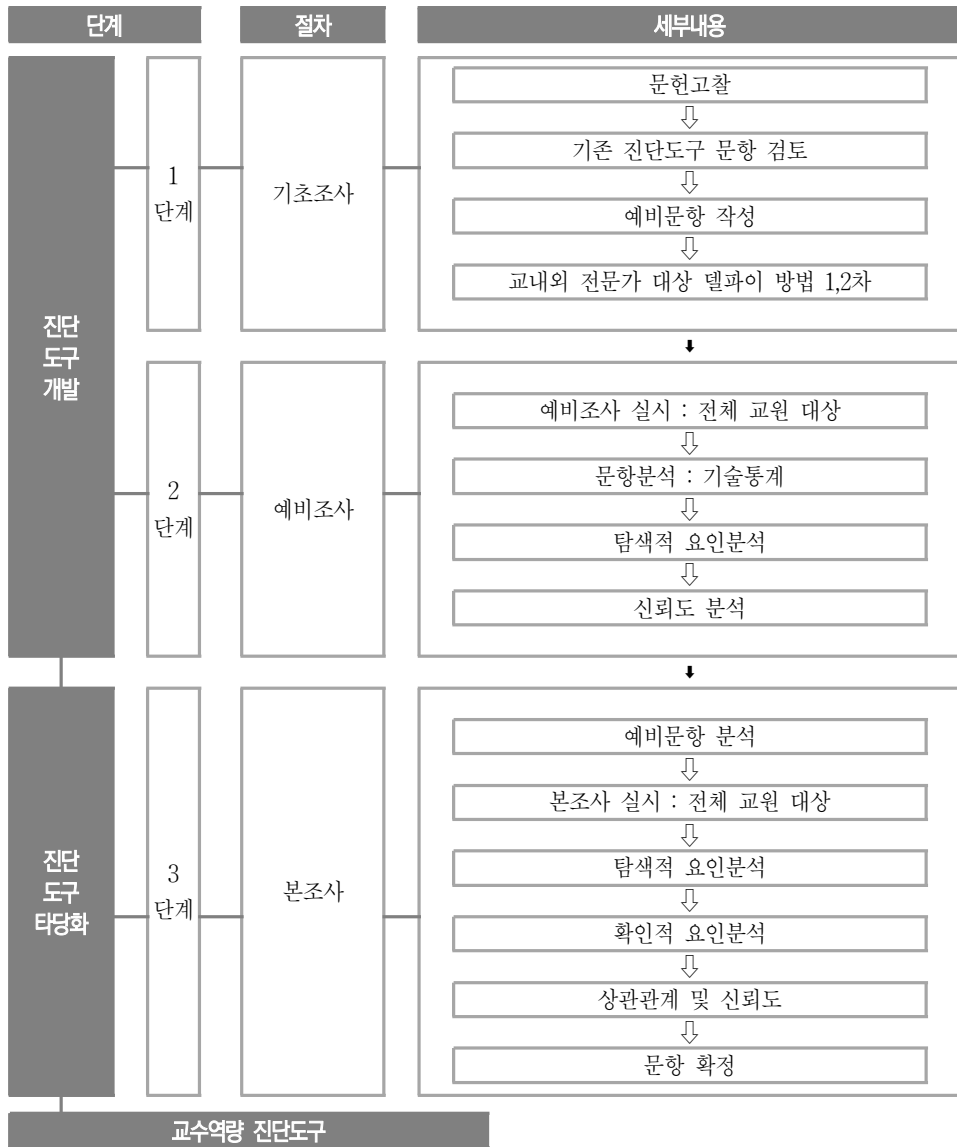 단계 절차 세부내용
진단
도구
개발
1
단계
기초조사
문헌고찰
기존 진단도구 문항 검토
예비문항 작성
교내외 전문가 대상 델파이 방법 1,2차
2
단계
예비조사
예비조사 실시 : 전체 교원 대상
문항분석 : 기술통계
탐색적 요인분석
신뢰도 분석
진단
도구
타당화
3
단계
본조사
예비문항 분석
본조사 실시 : 전체 교원 대상
탐색적 요인분석
확인적 요인분석
상관관계 및 신뢰도
문항 확정
교수역량 진단도구